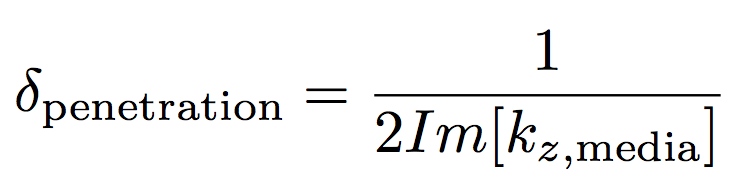 δ_penetration = 1 / 2Im[k_z,media]